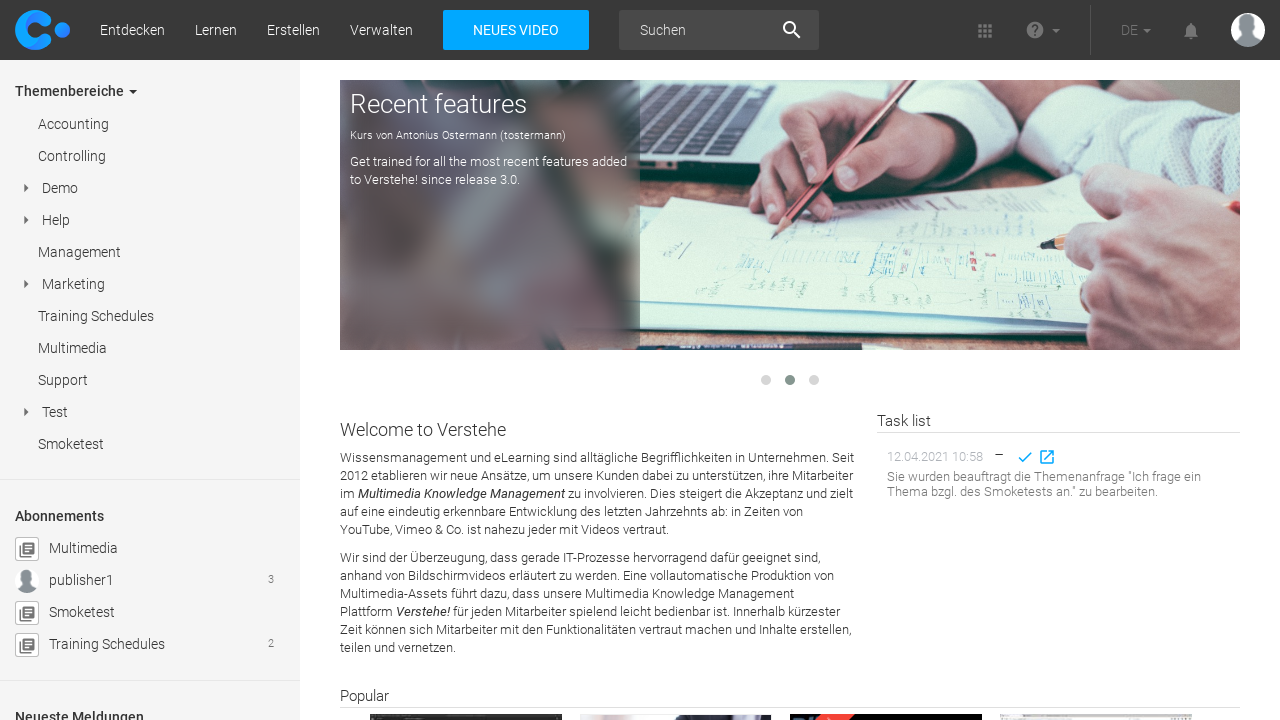 Entdecken Lernen Erstellen Verwalten NEUES VIDEO Suchen DE
Themenbereiche
Accounting
Controlling
Demo
Help
Management
Marketing
Training Schedules
Multimedia
Support
Test
Smoketest
Abonnements
Multimedia
publisher1 3
Smoketest
Training Schedules 2
Neueste Meldungen
Recent features
Kurs von Antonius Ostermann (tostermann)
Get trained for all the most recent features added
to Verstehe! since release 3.0.
Welcome to Verstehe
Wissensmanagement und eLearning sind alltägliche Begrifflichkeiten in Unternehmen. Seit
2012 etablieren wir neue Ansätze, um unsere Kunden dabei zu unterstützen, ihre Mitarbeiter
im Multimedia Knowledge Management zu involvieren. Dies steigert die Akzeptanz und zielt
auf eine eindeutig erkennbare Entwicklung des letzten Jahrzehnts ab: in Zeiten von
YouTube, Vimeo & Co. ist nahezu jeder mit Videos vertraut.
Wir sind der Überzeugung, dass gerade IT-Prozesse hervorragend dafür geeignet sind,
anhand von Bildschirmvideos erläutert zu werden. Eine vollautomatische Produktion von
Multimedia-Assets führt dazu, dass unsere Multimedia Knowledge Management
Plattform Verstehe! für jeden Mitarbeiter spielend leicht bedienbar ist. Innerhalb kürzester
Zeit können sich Mitarbeiter mit den Funktionalitäten vertraut machen und Inhalte erstellen,
teilen und vernetzen.
Task list
12.04.2021 10:58 –
Sie wurden beauftragt die Themenanfrage "Ich frage ein
Thema bzgl. des Smoketests an." zu bearbeiten.
Popular